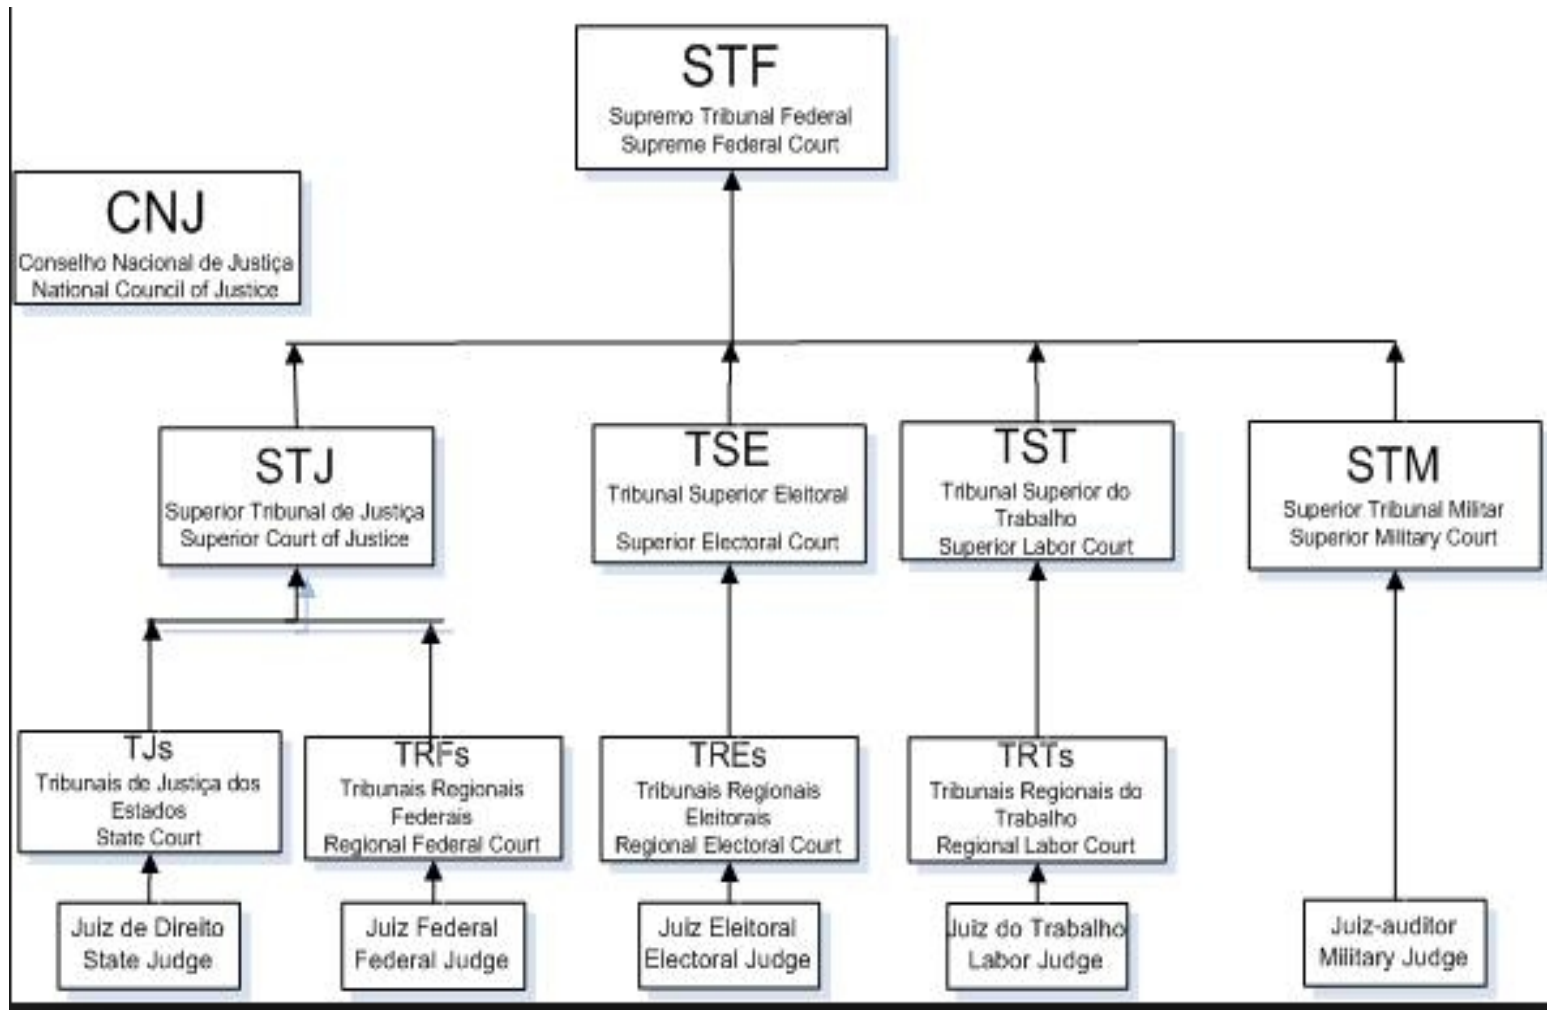 STF
Supremo Tribunal Federal
Supreme Federal Court
CNJ
Conselho Nacional de Justiça
National Council of Justice
STJ
Superior Tribunal de Justiça
Superior Court of Justice
TSE
Tribunal Superior Eleitoral
Superior Electoral Court
TST
Tribunal Superior do
Trabalho
Superior Labor Court
STM
Superior Tribunal Militar
Superior Military Court
TJs
Tribunais de Justiça dos
Estados
State Court
TRFs
Tribunais Regionais
Federais
Regional Federal Court
TREs
Tribunais Regionais
Eleitorais
Regional Electoral Court
TRTs
Tribunais Regionais do
Trabalho
Regional Labor Court
Juiz de Direito
State Judge
Juiz Federal
Federal Judge
Juiz Eleitoral
Electoral Judge
Juiz do Trabalho
Labor Judge
Juiz-auditor
Military Judge